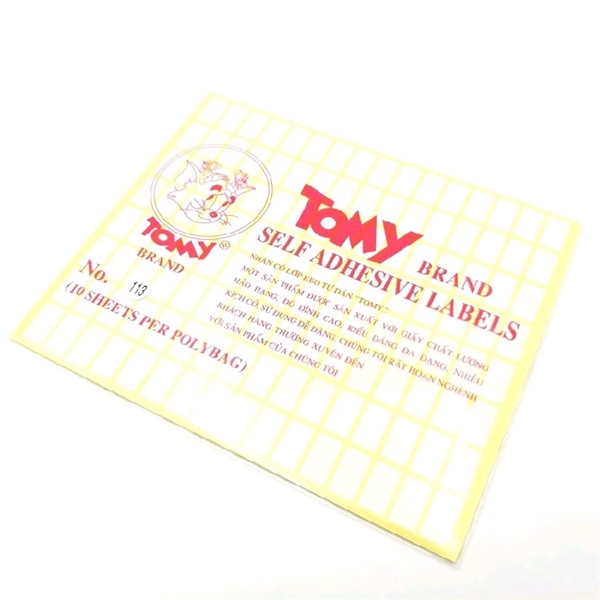 TOMY
®
BRAND
No. 113
(10 SHEETS PER POLYBAG)
TOMY BRAND
SELF ADHESIVE LABELS
NHÃN CÓ LỚP KEO TỰ DÁN "TOMY".
MỘT SẢN PHẨM ĐƯỢC SẢN XUẤT VỚI GIẤY CHẤT LƯỢNG
HẢO HẠNG, ĐỘ DÍNH CAO, KIỂU DÁNG ĐA DẠNG, NHIỀU
KÍCH CỠ, SỬ DỤNG DỄ DÀNG. CHÚNG TÔI RẤT HOAN NGHÊNH
KHÁCH HÀNG THƯỜNG XUYÊN ĐẾN
VỚI SẢN PHẨM CỦA CHÚNG TÔI